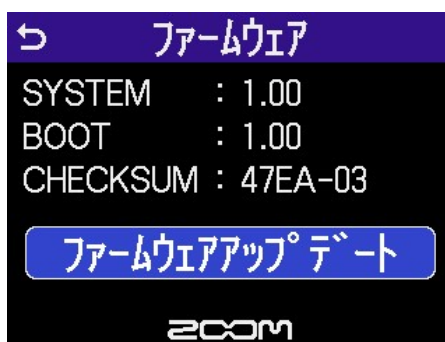 ファームウェア
SYSTEM : 1.00
BOOT : 1.00
CHECKSUM : 47EA-03
ファームウェアアップデート
ZOOM